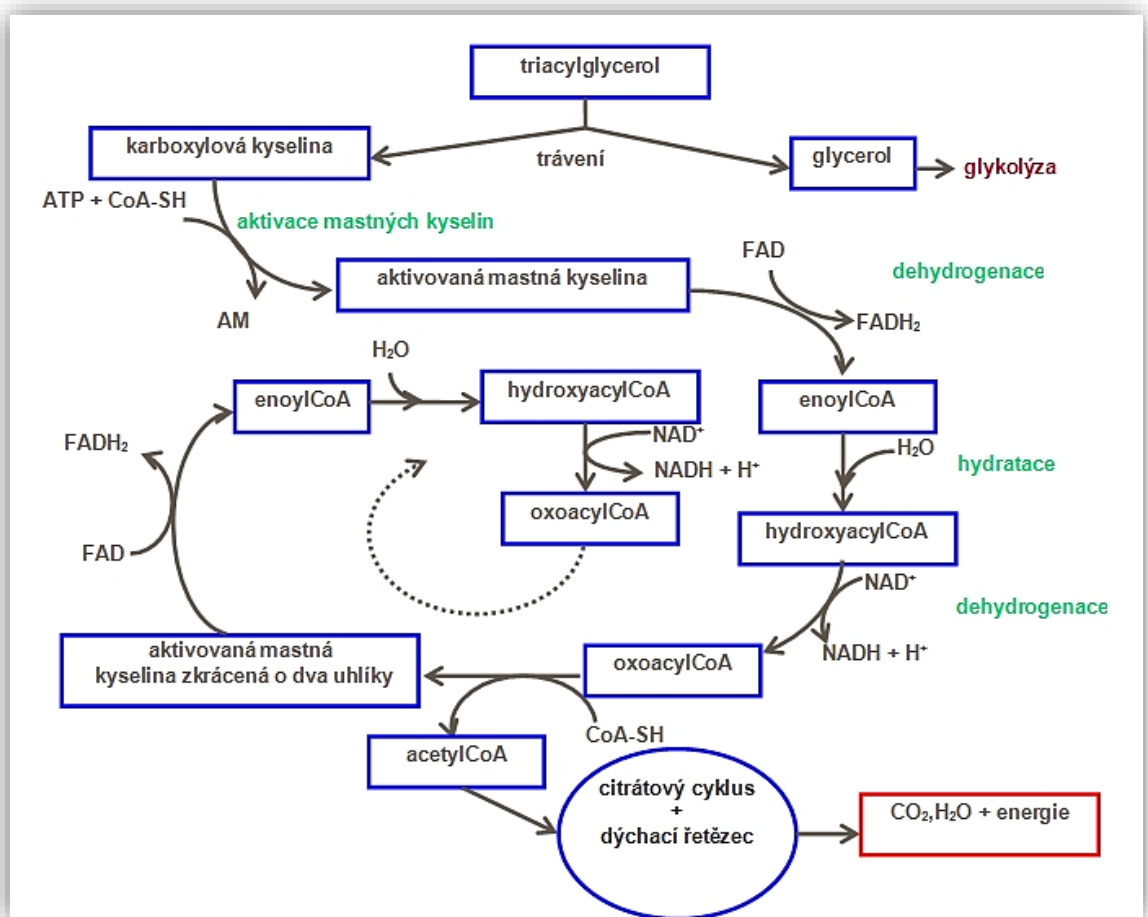 triacylglycerol
karboxylová kyselina
trávení
glycerol
glykolýza
ATP + CoA-SH
aktivace mastných kyselin
FAD
dehydrogenace
aktivovaná mastná kyselina
AM
FADH₂
H₂O
enoylCoA
hydroxyacylCoA
enoylCoA
FADH₂
NAD⁺
H₂O
NADH + H⁺
hydratace
oxoacylCoA
hydroxyacylCoA
FAD
NAD⁺
dehydrogenace
aktivovaná mastná
kyselina zkrácená o dva uhlíky
oxoacylCoA
NADH + H⁺
CoA-SH
acetylCoA
citrátový cyklus
+
dýchací řetězec
CO₂,H₂O + energie